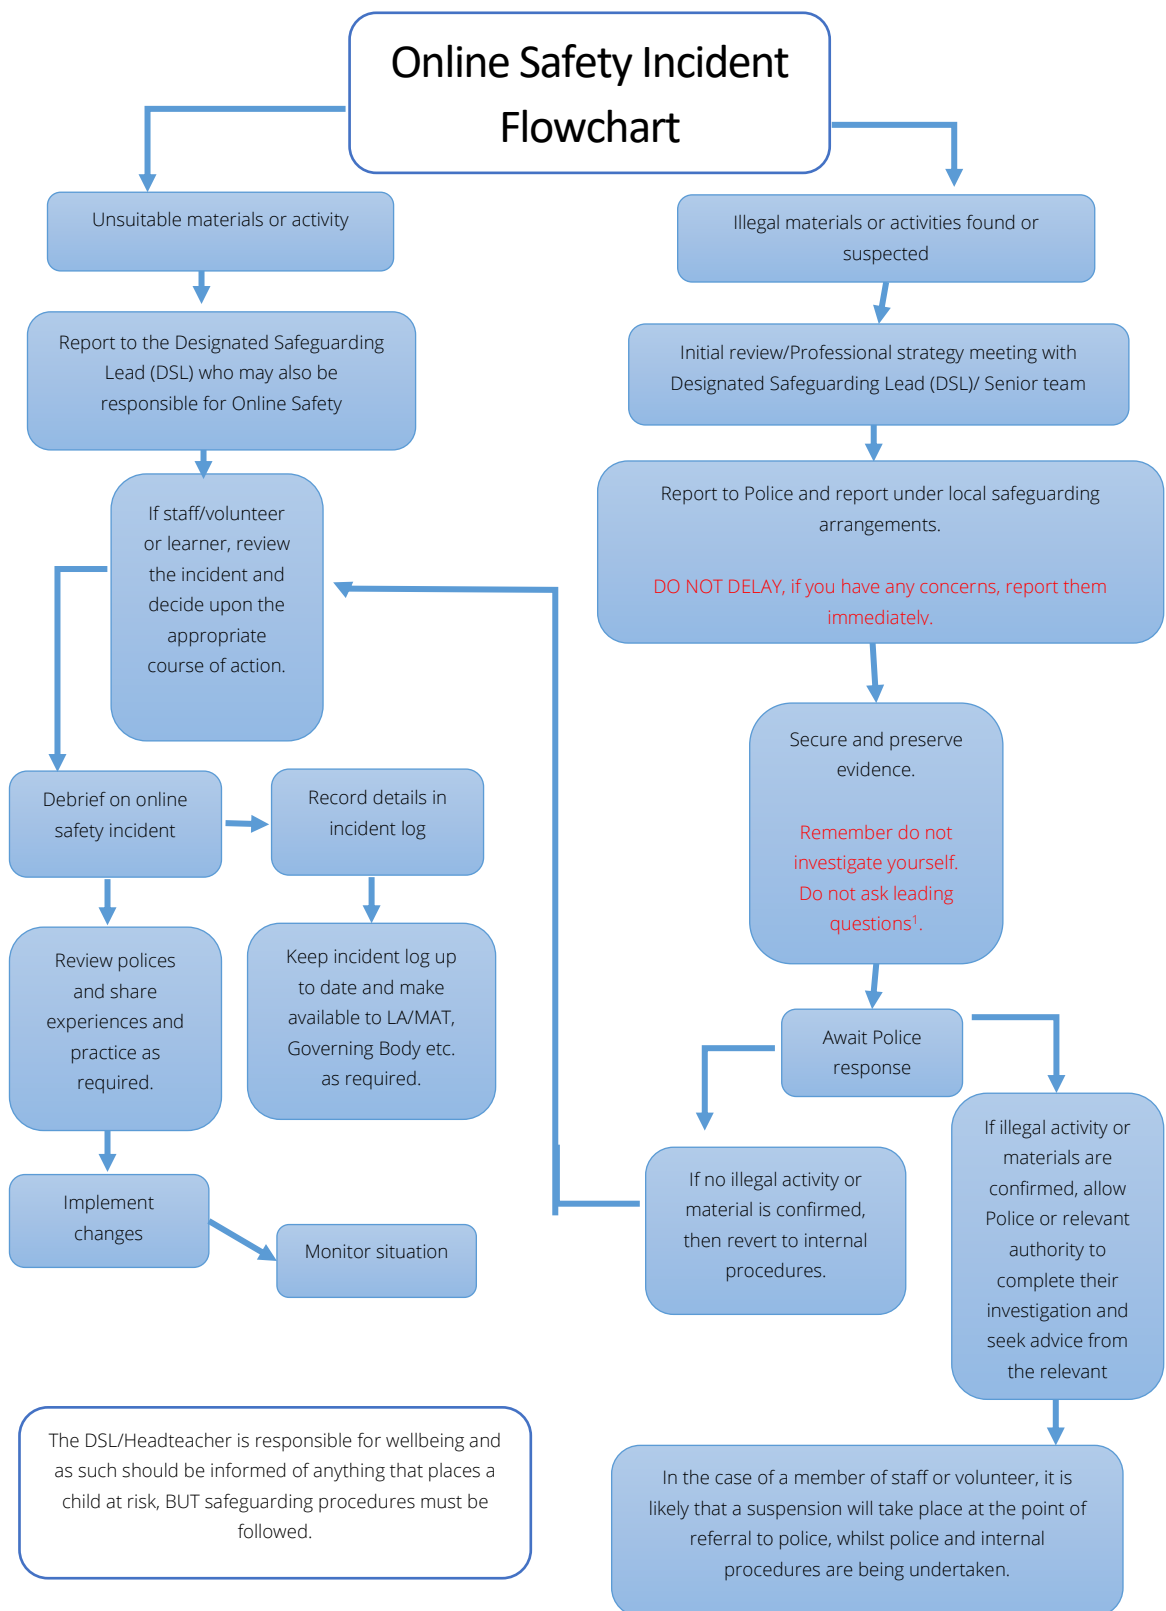 Online Safety Incident
Flowchart
Unsuitable materials or activity
Report to the Designated Safeguarding
Lead (DSL) who may also be
responsible for Online Safety
If staff/volunteer
or learner, review
the incident and
decide upon the
appropriate
course of action.
Debrief on online
safety incident
Record details in
incident log
Review polices
and share
experiences and
practice as
required.
Keep incident log up
to date and make
available to LA/MAT,
Governing Body etc.
as required.
Implement
changes
Monitor situation
Illegal materials or activities found or
suspected
Initial review/Professional strategy meeting with
Designated Safeguarding Lead (DSL)/ Senior team
Report to Police and report under local safeguarding
arrangements.
DO NOT DELAY, if you have any concerns, report them
immediately.
Secure and preserve
evidence.
Remember do not
investigate yourself.
Do not ask leading
questions¹.
Await Police
response
If no illegal activity or
material is confirmed,
then revert to internal
procedures.
If illegal activity or
materials are
confirmed, allow
Police or relevant
authority to
complete their
investigation and
seek advice from
the relevant
In the case of a member of staff or volunteer, it is
likely that a suspension will take place at the point of
referral to police, whilst police and internal
procedures are being undertaken.
The DSL/Headteacher is responsible for wellbeing and
as such should be informed of anything that places a
child at risk, BUT safeguarding procedures must be
followed.